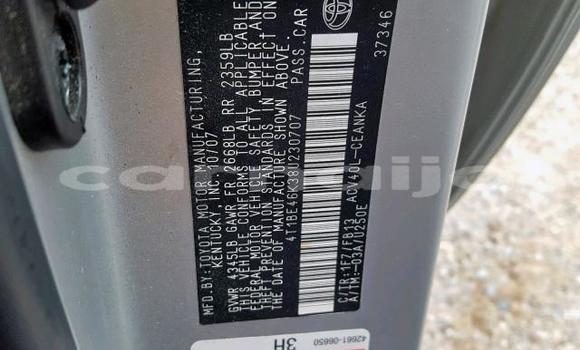 MFD.BY: TOYOTA MOTOR MANUFACTURING,
KENTUCKY, INC. 10/07
GVWR 4345LB GAWR FR 2668LB RR 2359LB
THIS VEHICLE CONFORMS TO ALL APPLICABLE
FEDERAL MOTOR VEHICLE SAFETY, BUMPER AND
THEFT PREVENTION STANDARDS IN EFFECT ON
THE DATE OF MANUFACTURE SHOWN ABOVE.
4T1BE46K38U230707 PASS.CAR
C/TR:1F7/FB13 ACV40L-CEANKA
A/TM:-03A/U250E
37346
42661-06650
3H